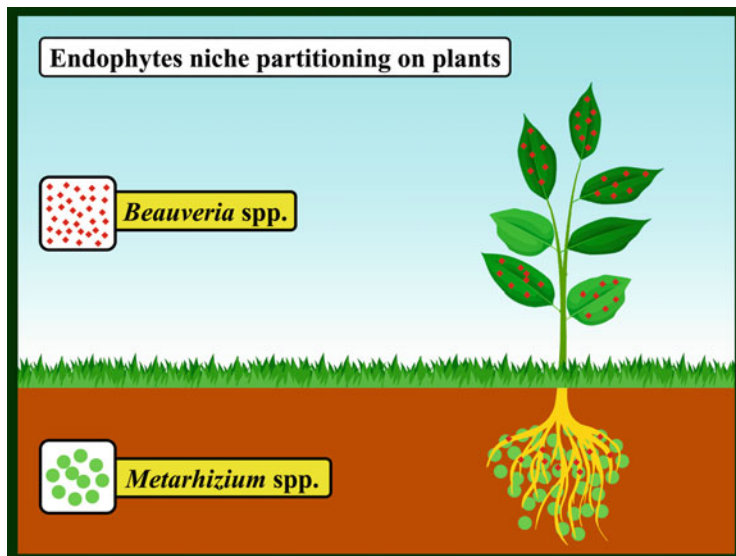 Endophytes niche partitioning on plants
Beauveria spp.
Metarhizium spp.